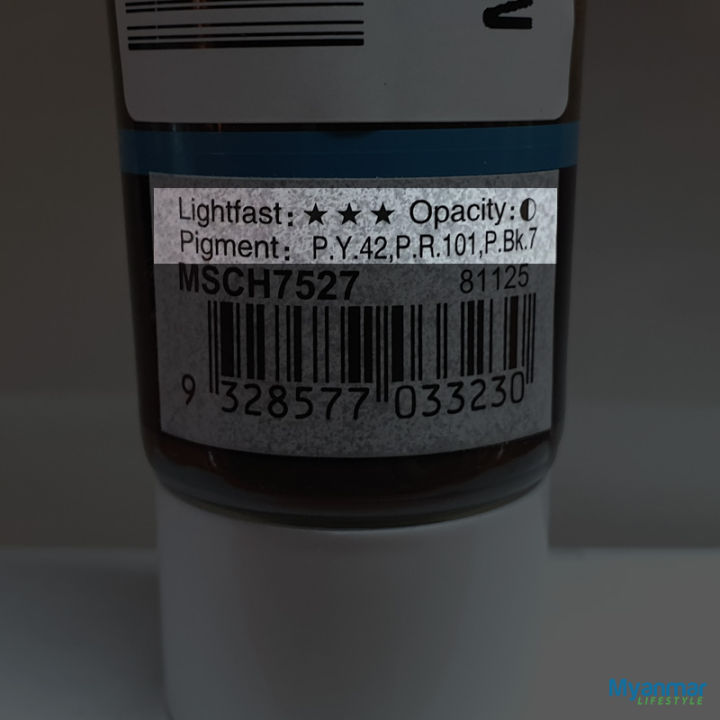 Lightfast: ★ ★ ★ Opacity: ◐
Pigment: P.Y.42,P.R.101,P.Bk.7
MSCH7527 81125
9 328577 033230
Myanmar
LIFESTYLE